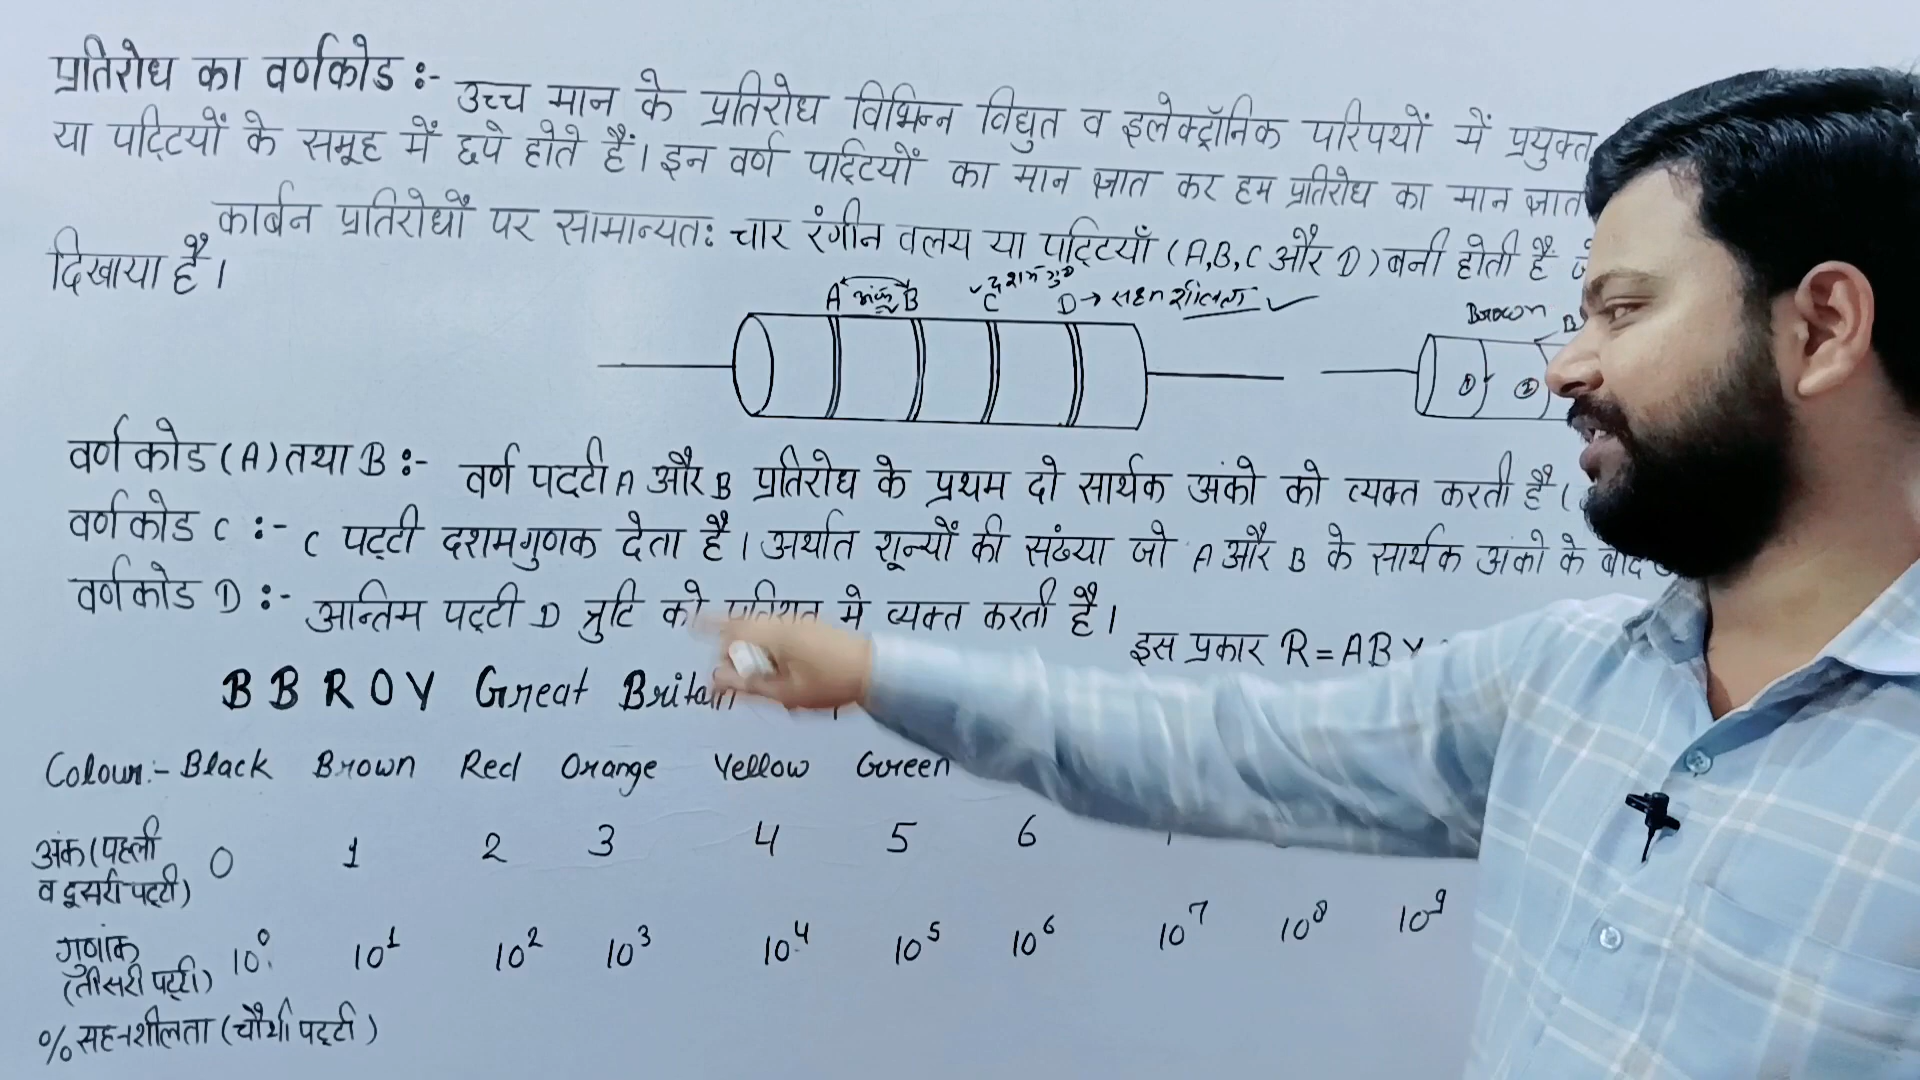 प्रतिरोध का वर्णकोड :- उच्च मान के प्रतिरोध विभिन्न विद्युत व इलेक्ट्रॉनिक परिपथों में प्रयुक्त
या पट्टियों के समूह में छपे होते हैं। इन वर्ण पट्टियों का मान ज्ञात कर हम प्रतिरोध का मान ज्ञात
कार्बन प्रतिरोधों पर सामान्यतः चार रंगीन वलय या पट्टियाँ (A,B,C और D) बनी होती हैं
दिखाया है।
A अंक B C दशमगुणक D → सहनशीलता ✓
Brown B
1 2
वर्ण कोड (A) तथा B :- वर्ण पट्टी A और B प्रतिरोध के प्रथम दो सार्थक अंको को व्यक्त करती है (
वर्ण कोड C :- C पट्टी दशमगुणक देता है। अर्थात शून्यों की संख्या जो A और B के सार्थक अंको के बाद
वर्ण कोड D :- अन्तिम पट्टी D त्रुटि को प्रतिशत मे व्यक्त करती है।
इस प्रकार R = AB ×
B B R O Y Great Britain
Colour:- Black Brown Red Orange Yellow Green
अंक (पहली व दूसरी पट्टी) 0 1 2 3 4 5 6
गुणांक (तीसरी पट्टी) 10⁰ 10¹ 10² 10³ 10⁴ 10⁵ 10⁶ 10⁷ 10⁸ 10⁹
% सहनशीलता (चौथी पट्टी)